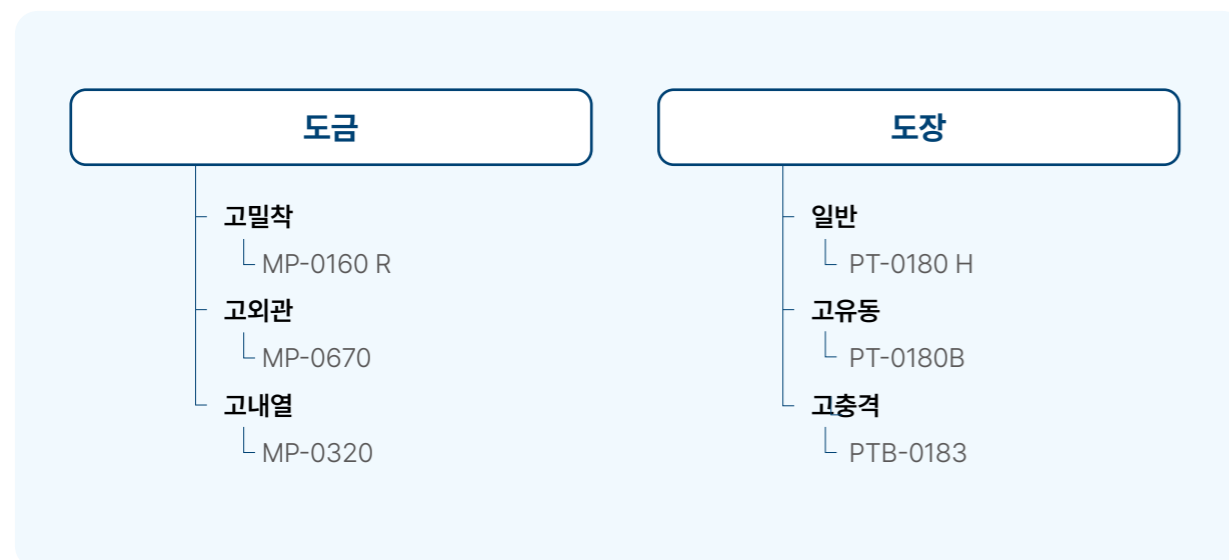 도금
고밀착
MP-0160 R
고외관
MP-0670
고내열
MP-0320
도장
일반
PT-0180 H
고유동
PT-0180B
고충격
PTB-0183